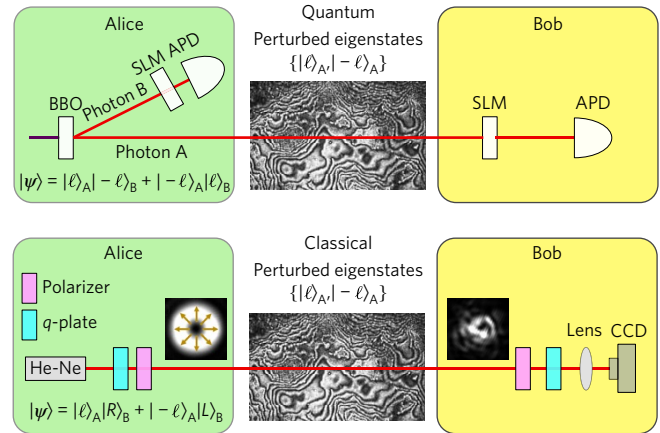 Alice
Quantum
Perturbed eigenstates
{|ℓ⟩A,|−ℓ⟩A}
Bob
SLM APD
BBO
Photon B
Photon A
SLM
APD
|ψ⟩ = |ℓ⟩A|−ℓ⟩B + |−ℓ⟩A|ℓ⟩B
Alice
Classical
Perturbed eigenstates
{|ℓ⟩A,|−ℓ⟩A}
Bob
Polarizer
q-plate
He-Ne
Lens
CCD
|ψ⟩ = |ℓ⟩A|R⟩B + |−ℓ⟩A|L⟩B